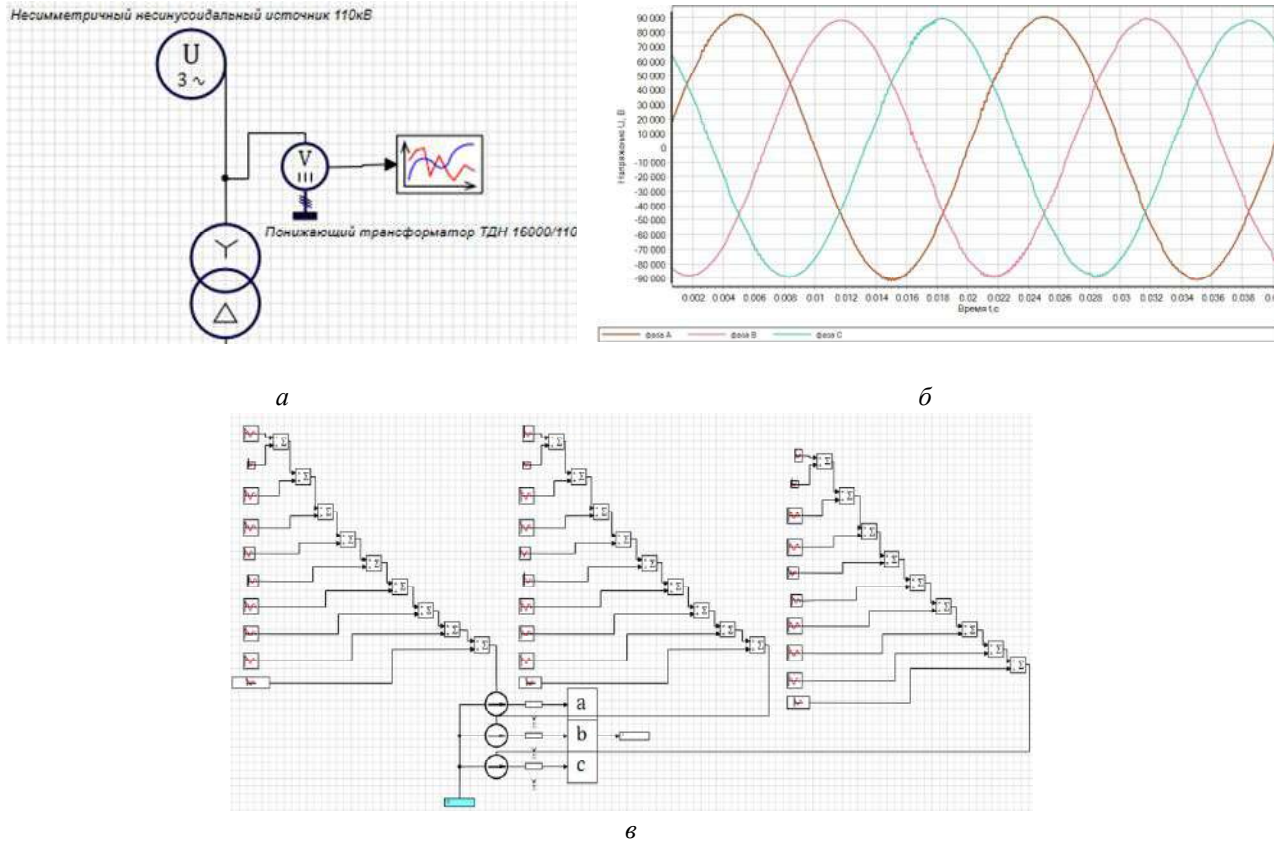 Несимметричный несинусоидальный источник 110кВ
U
3 ~
V
Понижающий трансформатор ТДН 16000/110
90 000
80 000
70 000
60 000
50 000
40 000
30 000
20 000
10 000
0
-10 000
-20 000
-30 000
-40 000
-50 000
-60 000
-70 000
-80 000
-90 000
Напряжение U, В
0.002 0.004 0.006 0.008 0.01 0.012 0.014 0.016 0.018 0.02 0.022 0.024 0.026 0.028 0.03 0.032 0.034 0.036 0.038
Время t,c
фаза A фаза B фаза C
а
б
a
b
c
в